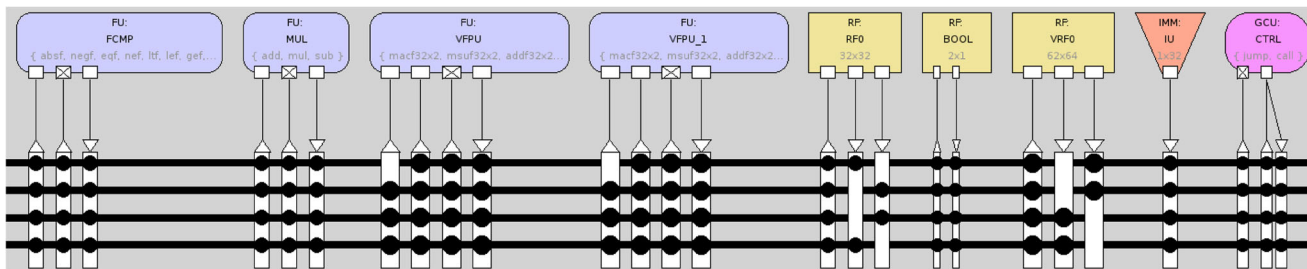 FU:
FCMP
{ absf, negf, eqf, nef, ltf, lef, gef,...
FU:
MUL
{ add, mul, sub }
FU:
VFPU
{ macf32x2, msuf32x2, addf32x2...
FU:
VFPU_1
{ macf32x2, msuf32x2, addf32x2...
RF:
RF0
32x32
RF:
BOOL
2x1
RF:
VRF0
62x64
IMM:
IU
1x32
GCU:
CTRL
{ jump, call }